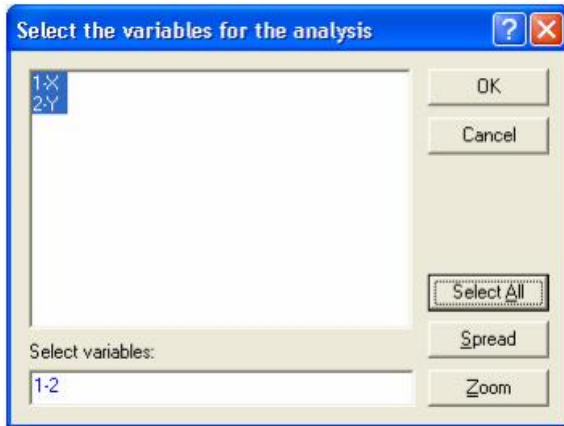 Select the variables for the analysis
?
1-X
2-Y
OK
Cancel
Select All
Spread
Zoom
Select variables:
1-2